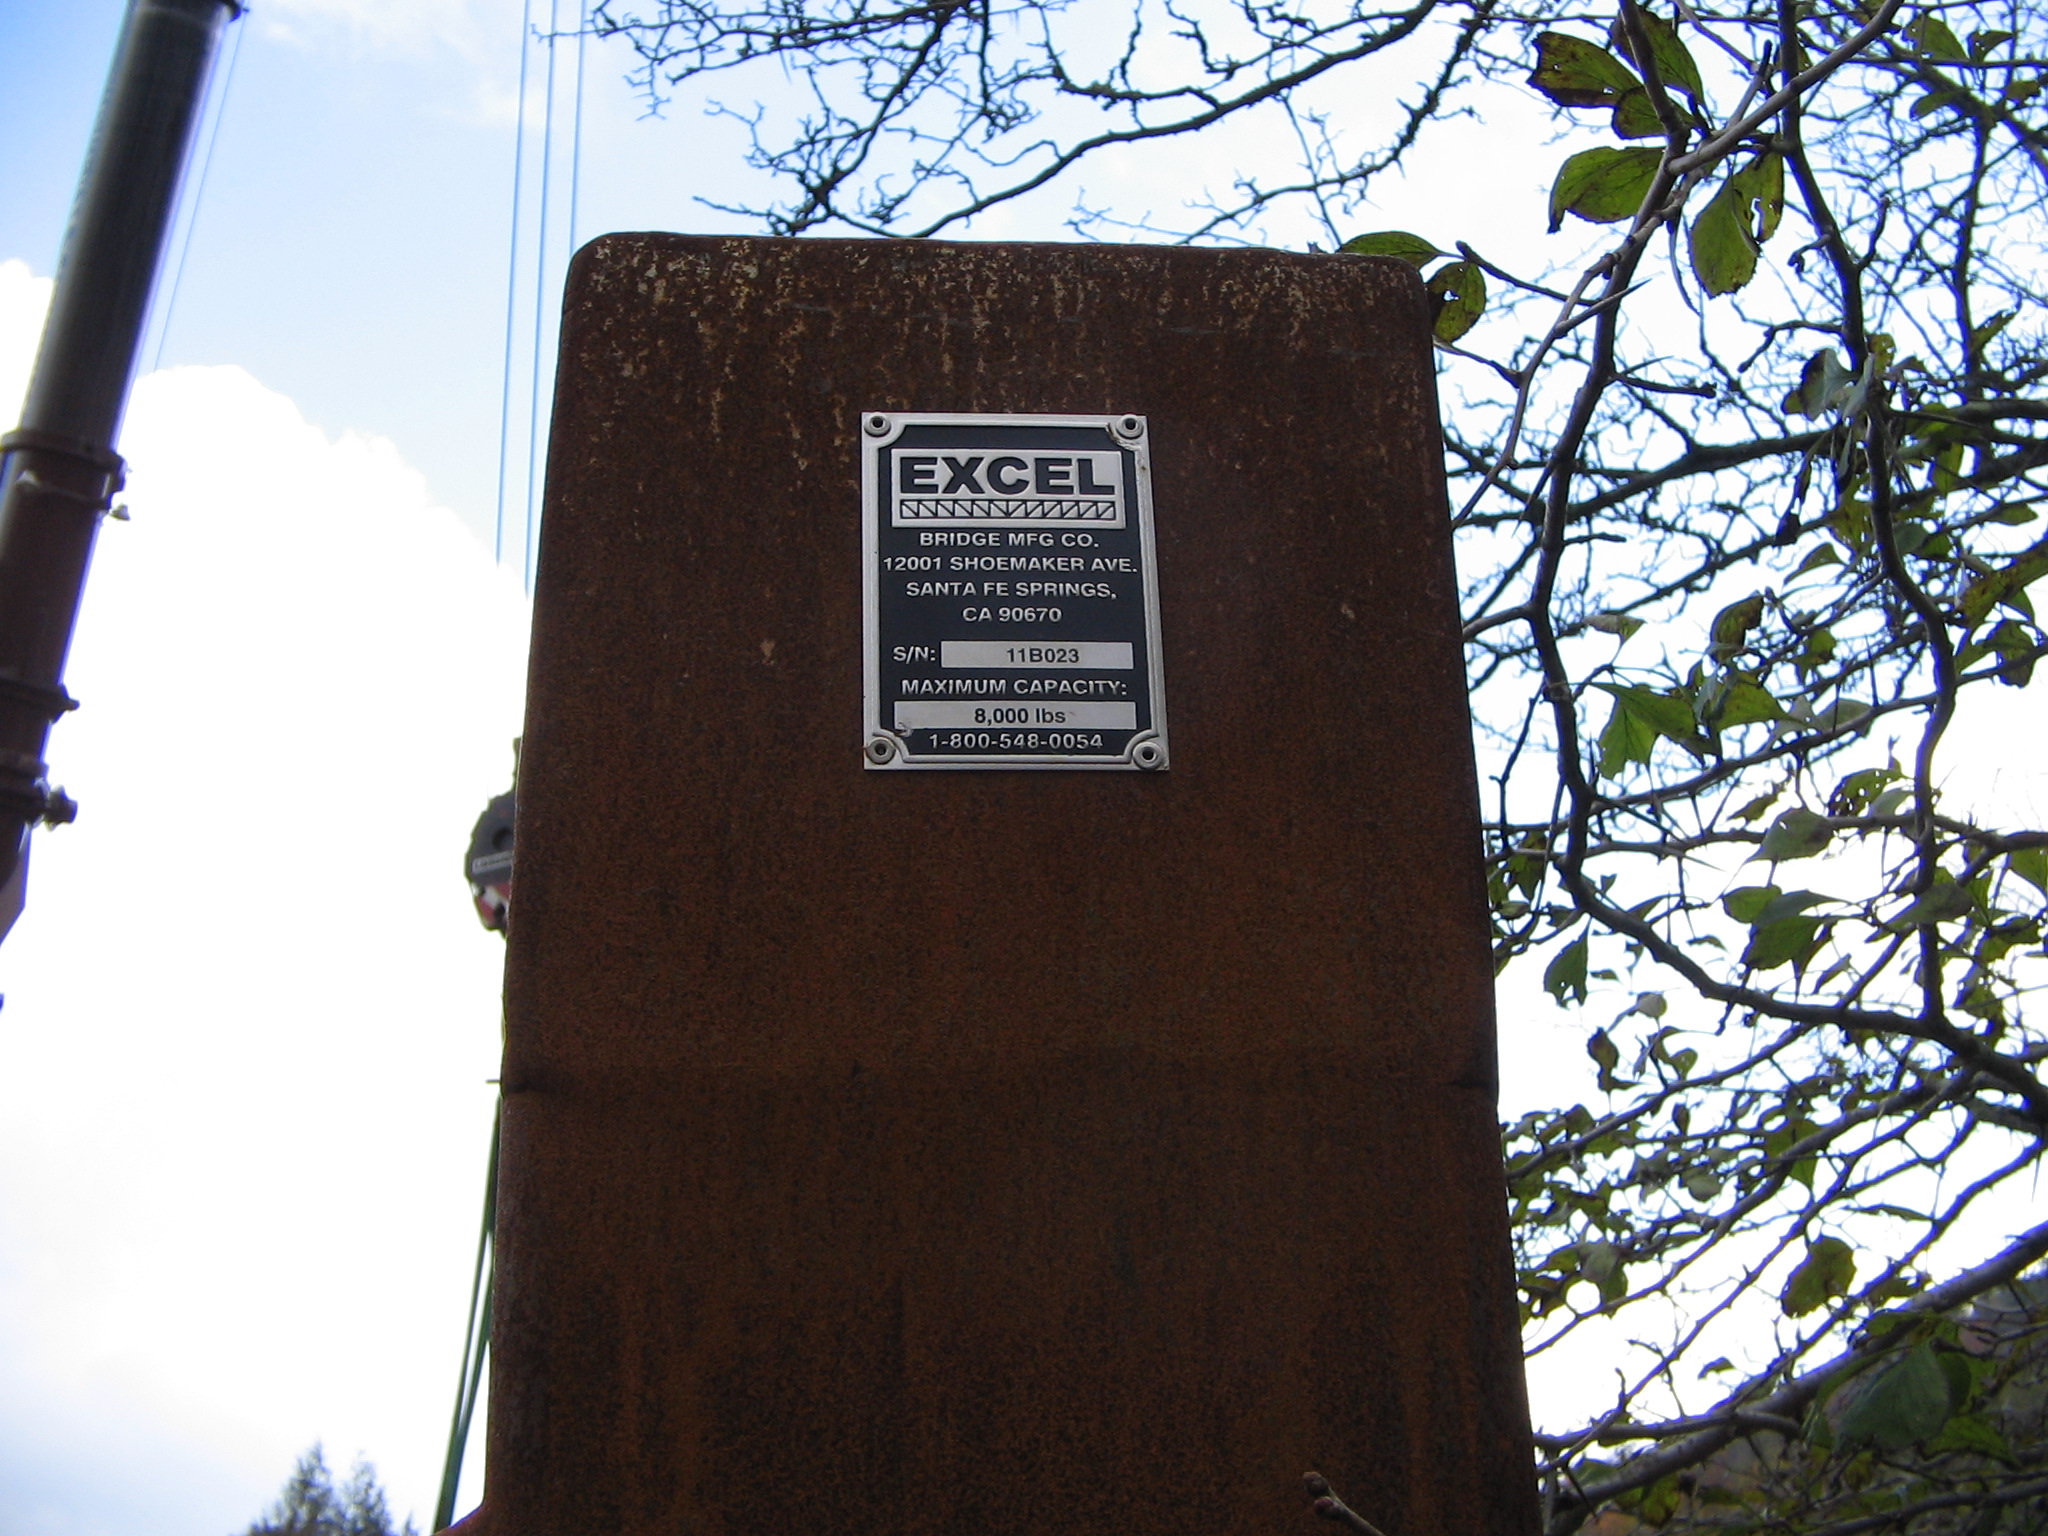 EXCEL
BRIDGE MFG CO.
12001 SHOEMAKER AVE.
SANTA FE SPRINGS,
CA 90670
S/N: 11B023
MAXIMUM CAPACITY:
8,000 lbs
1-800-548-0054